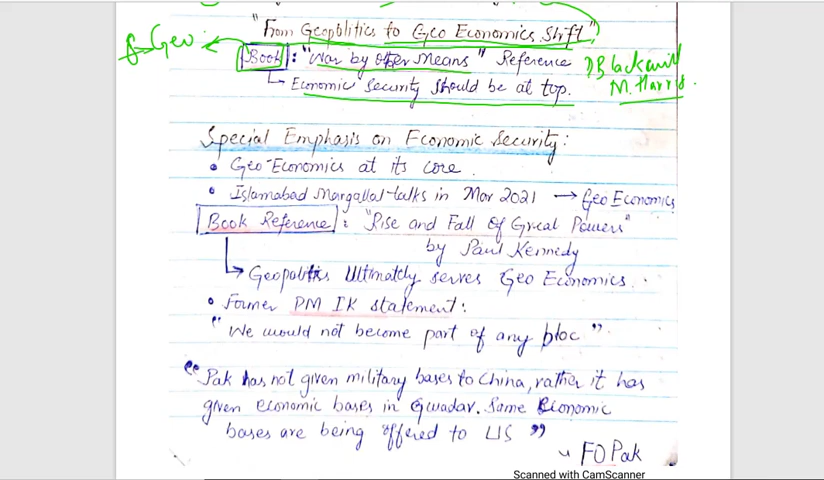 "From Geopolitics to Geo Economics Shift"
& Geo
Book : "War by other Means" Reference
Blackwill
M. Harris.
Economic Security Should be at top.
Special Emphasis on Economic Security:
• Geo-Economics at its core.
• Islamabad Margallal talks in Mar 2021 → Geo Economics
Book Reference : "Rise and Fall of Great Powers"
by Paul Kennedy
Geopolitics Ultimately serves Geo Economics.
• Former PM IK statement:
"We would not become part of any bloc".
"Pak has not given military bases to China, rather it has
given economic bases in Gwadar. Same Economic
bases are being offered to US"
~ FO Pak
Scanned with CamScanner